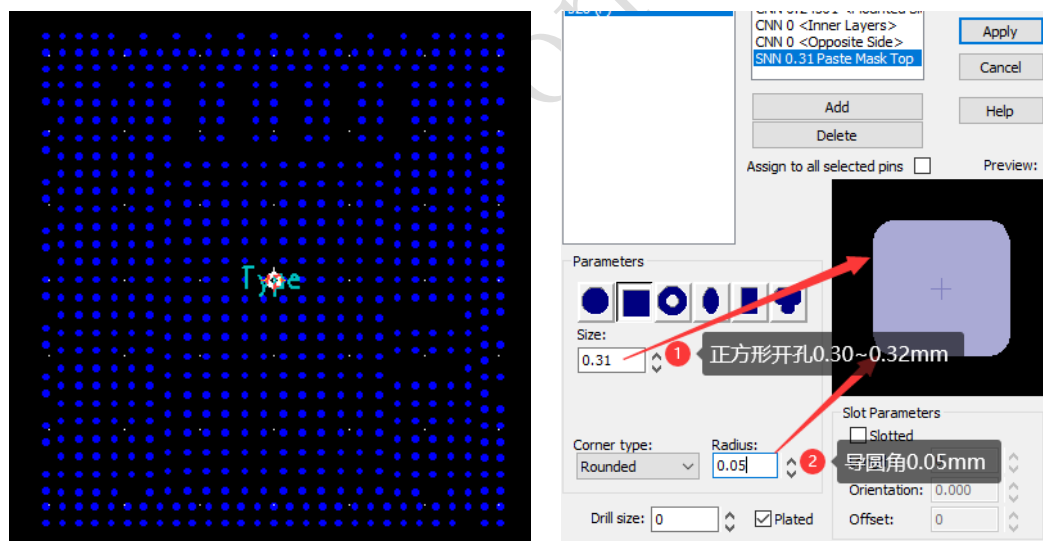 Type
CNN 0 <Inner Layers>
CNN 0 <Opposite Side>
SNN 0.31 Paste Mask Top
Apply
Cancel
Help
Add
Delete
Assign to all selected pins
Preview:
Parameters
Size:
0.31
1
正方形开孔0.30~0.32mm
Corner type:
Rounded
Radius:
0.05
2
导圆角0.05mm
Slot Parameters
Slotted
Orientation:
0.000
Drill size:
0
Plated
Offset:
0